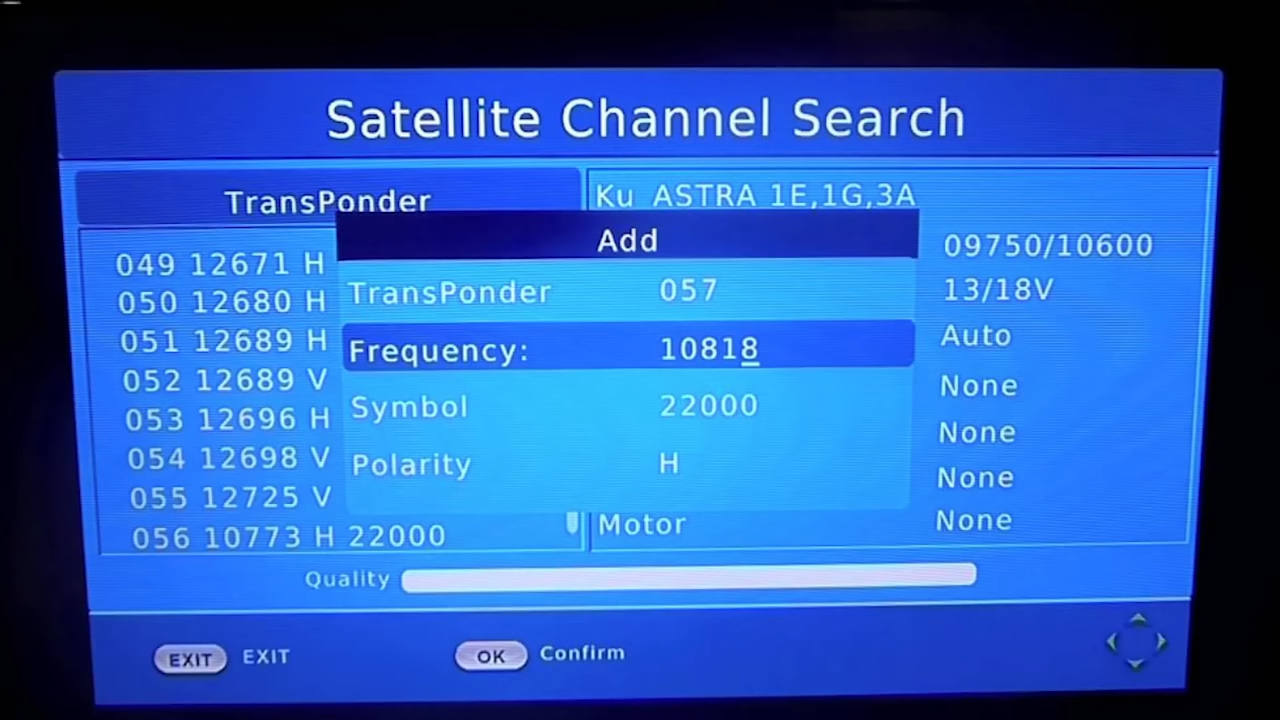 Satellite Channel Search
TransPonder
Ku ASTRA 1E,1G,3A
049 12671 H
050 12680 H
051 12689 H
052 12689 V
053 12696 H
054 12698 V
055 12725 V
056 10773 H 22000
Add
TransPonder 057
Frequency: 10818
Symbol 22000
Polarity H
09750/10600
13/18V
Auto
None
None
None
Motor None
Quality
EXIT EXIT
OK Confirm